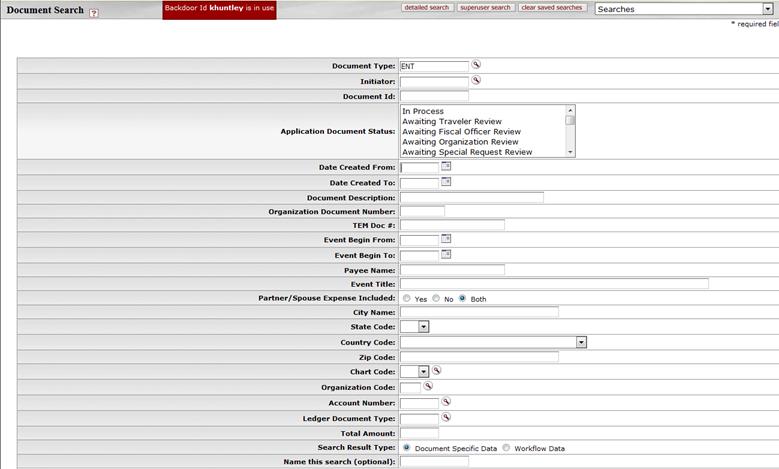 Document Search ? Backdoor Id khuntley is in use detailed search superuser search clear saved searches Searches
* required fiel
Document Type: ENT
Initiator:
Document Id:
Application Document Status: In Process
Awaiting Traveler Review
Awaiting Fiscal Officer Review
Awaiting Organization Review
Awaiting Special Request Review
Date Created From:
Date Created To:
Document Description:
Organization Document Number:
TEM Doc #:
Event Begin From:
Event Begin To:
Payee Name:
Event Title:
Partner/Spouse Expense Included: Yes No Both
City Name:
State Code:
Country Code:
Zip Code:
Chart Code:
Organization Code:
Account Number:
Ledger Document Type:
Total Amount:
Search Result Type: Document Specific Data Workflow Data
Name this search (optional):